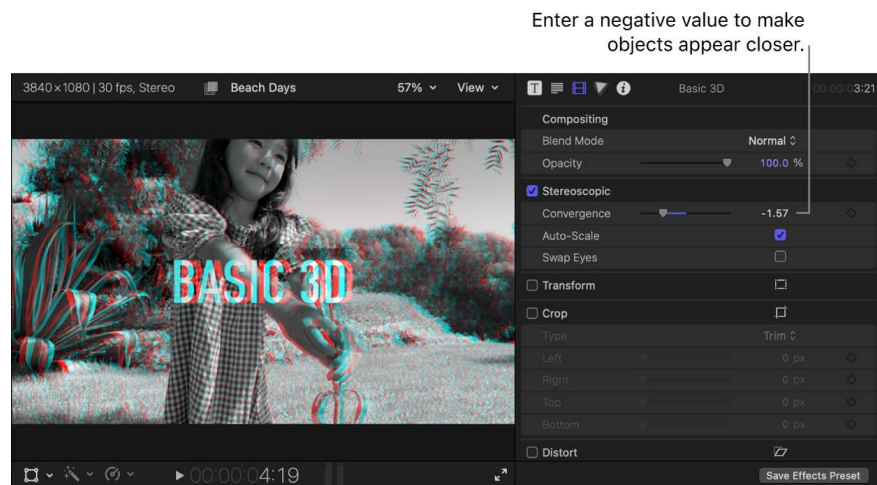 Enter a negative value to make
objects appear closer.
3840×1080 | 30 fps, Stereo
Beach Days
57%
View
T
i
Basic 3D
00:00:03:21
Compositing
Blend Mode
Normal
Opacity
100.0 %
Stereoscopic
Convergence
-1.57
Auto-Scale
Swap Eyes
Transform
Crop
Type
Trim
Left
0 px
Right
0 px
Top
0 px
Bottom
0 px
Distort
BASIC 3D
00:00:04:19
Save Effects Preset